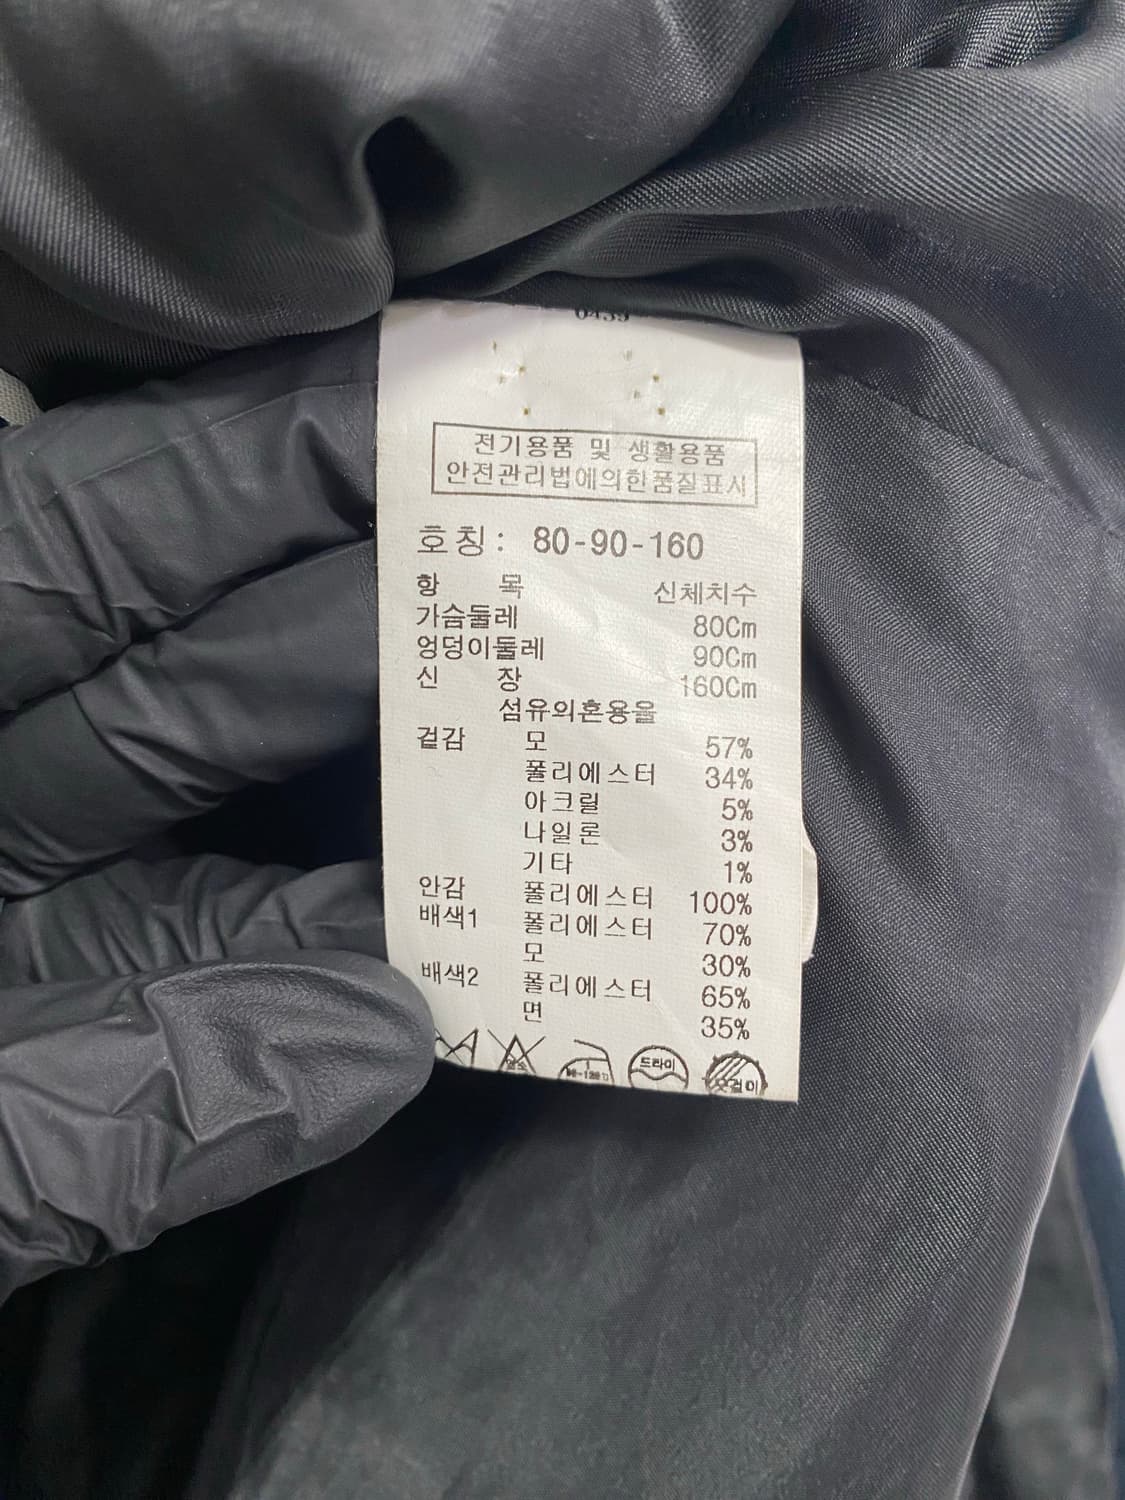 전기용품 및 생활용품
안전관리법에의한품질표시
호칭: 80-90-160
항 목 신체치수
가슴둘레 80Cm
엉덩이둘레 90Cm
신 장 160Cm
섬유의혼용율
겉감 모 57%
폴리에스터 34%
아크릴 5%
나일론 3%
기타 1%
안감 폴리에스터 100%
배색1 폴리에스터 70%
모 30%
배색2 폴리에스터 65%
면 35%
드라이
옷걸이